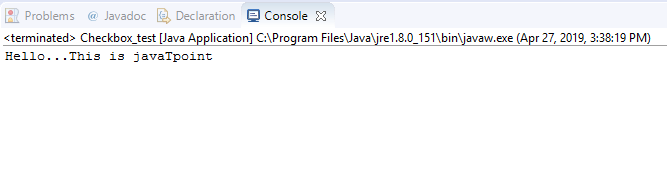 Problems @ Javadoc Declaration Console
<terminated> Checkbox_test [Java Application] C:\Program Files\Java\jre1.8.0_151\bin\javaw.exe (Apr 27, 2019, 3:38:19 PM)
Hello...This is javaTpoint